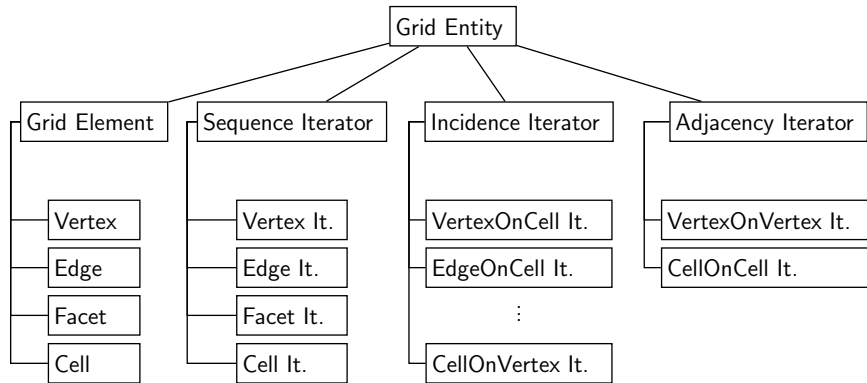 Grid Entity
Grid Element
Sequence Iterator
Incidence Iterator
Adjacency Iterator
Vertex
Vertex It.
VertexOnCell It.
VertexOnVertex It.
Edge
Edge It.
EdgeOnCell It.
CellOnCell It.
Facet
Facet It.
⋮
Cell
Cell It.
CellOnVertex It.